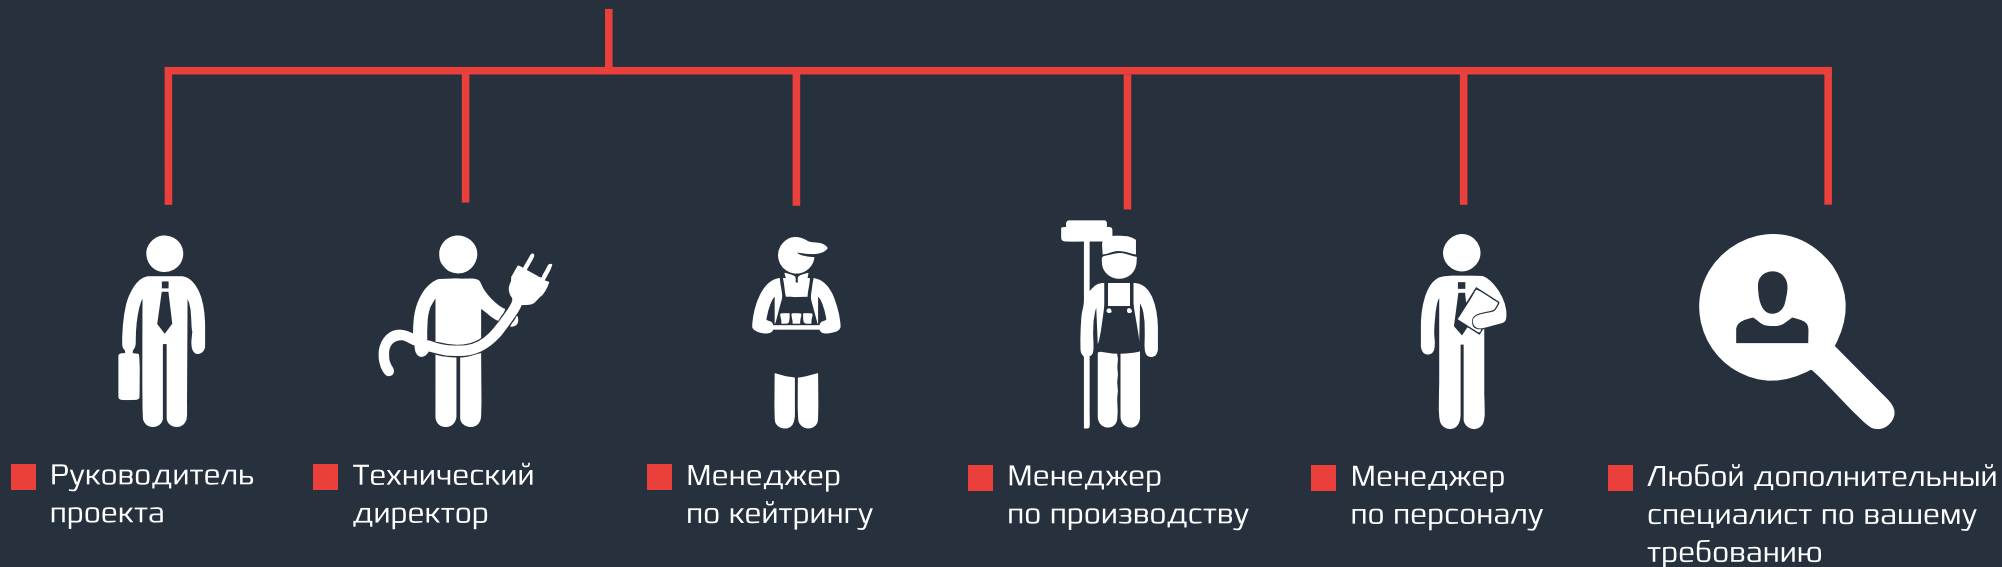 Руководитель
проекта
Технический
директор
Менеджер
по кейтрингу
Менеджер
по производству
Менеджер
по персоналу
Любой дополнительный
специалист по вашему
требованию